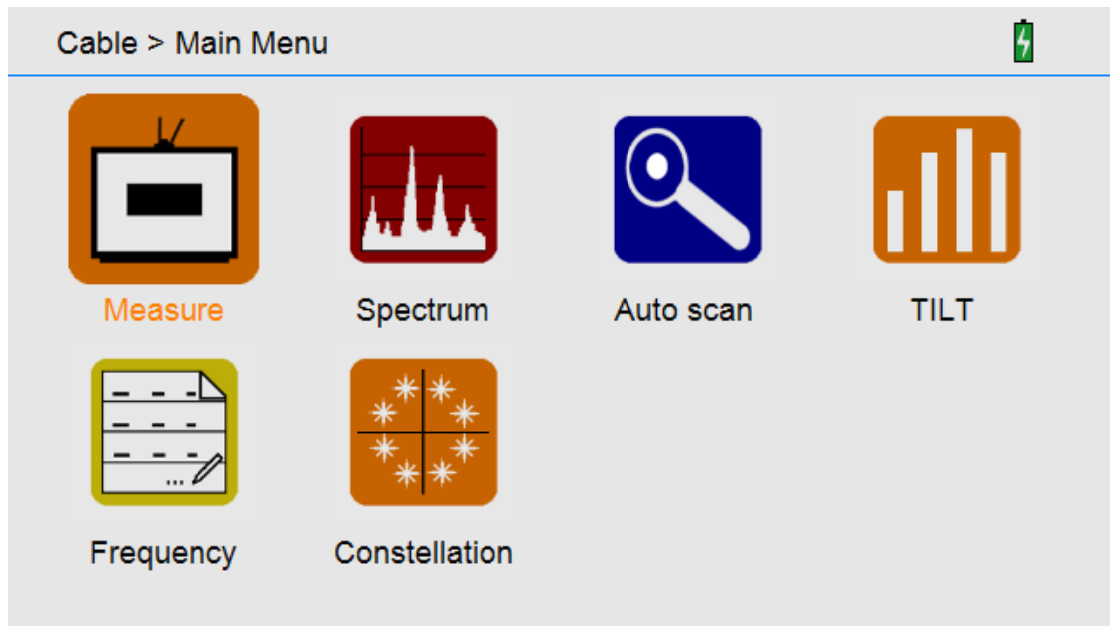 Cable > Main Menu
Measure Spectrum Auto scan TILT
Frequency Constellation